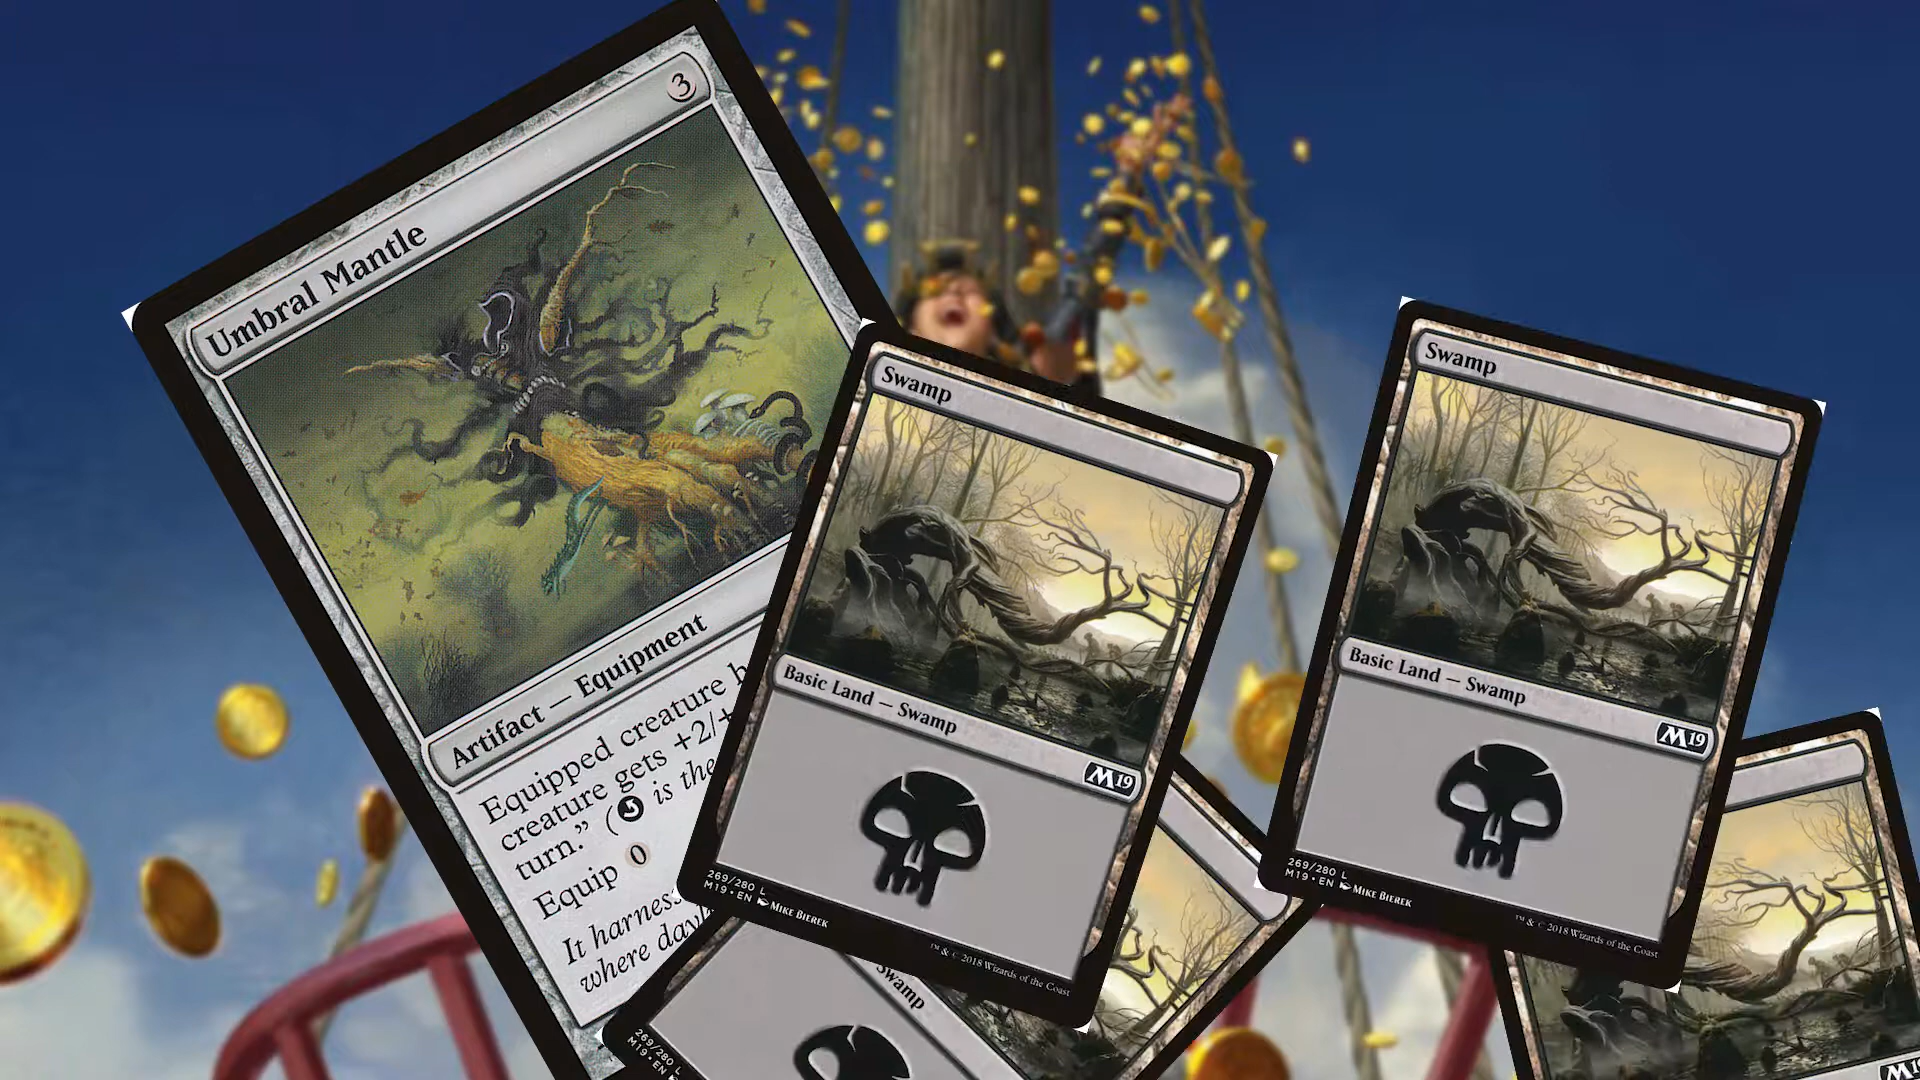 Umbral Mantle
3
Artifact — Equipment
Equipped creature
creature gets +2/+
turn." ( is the
Equip 0
It harness
where day
Swamp
Basic Land — Swamp
M19
269/280 L
M19 • EN MIKE BIEREK
™ & © 2018 Wizards of the Coast
Swamp
Basic Land — Swamp
M19
269/280 L
M19 • EN MIKE BIEREK
™ & © 2018 Wizards of the Coast
Swamp
269/280 L
M19 • EN